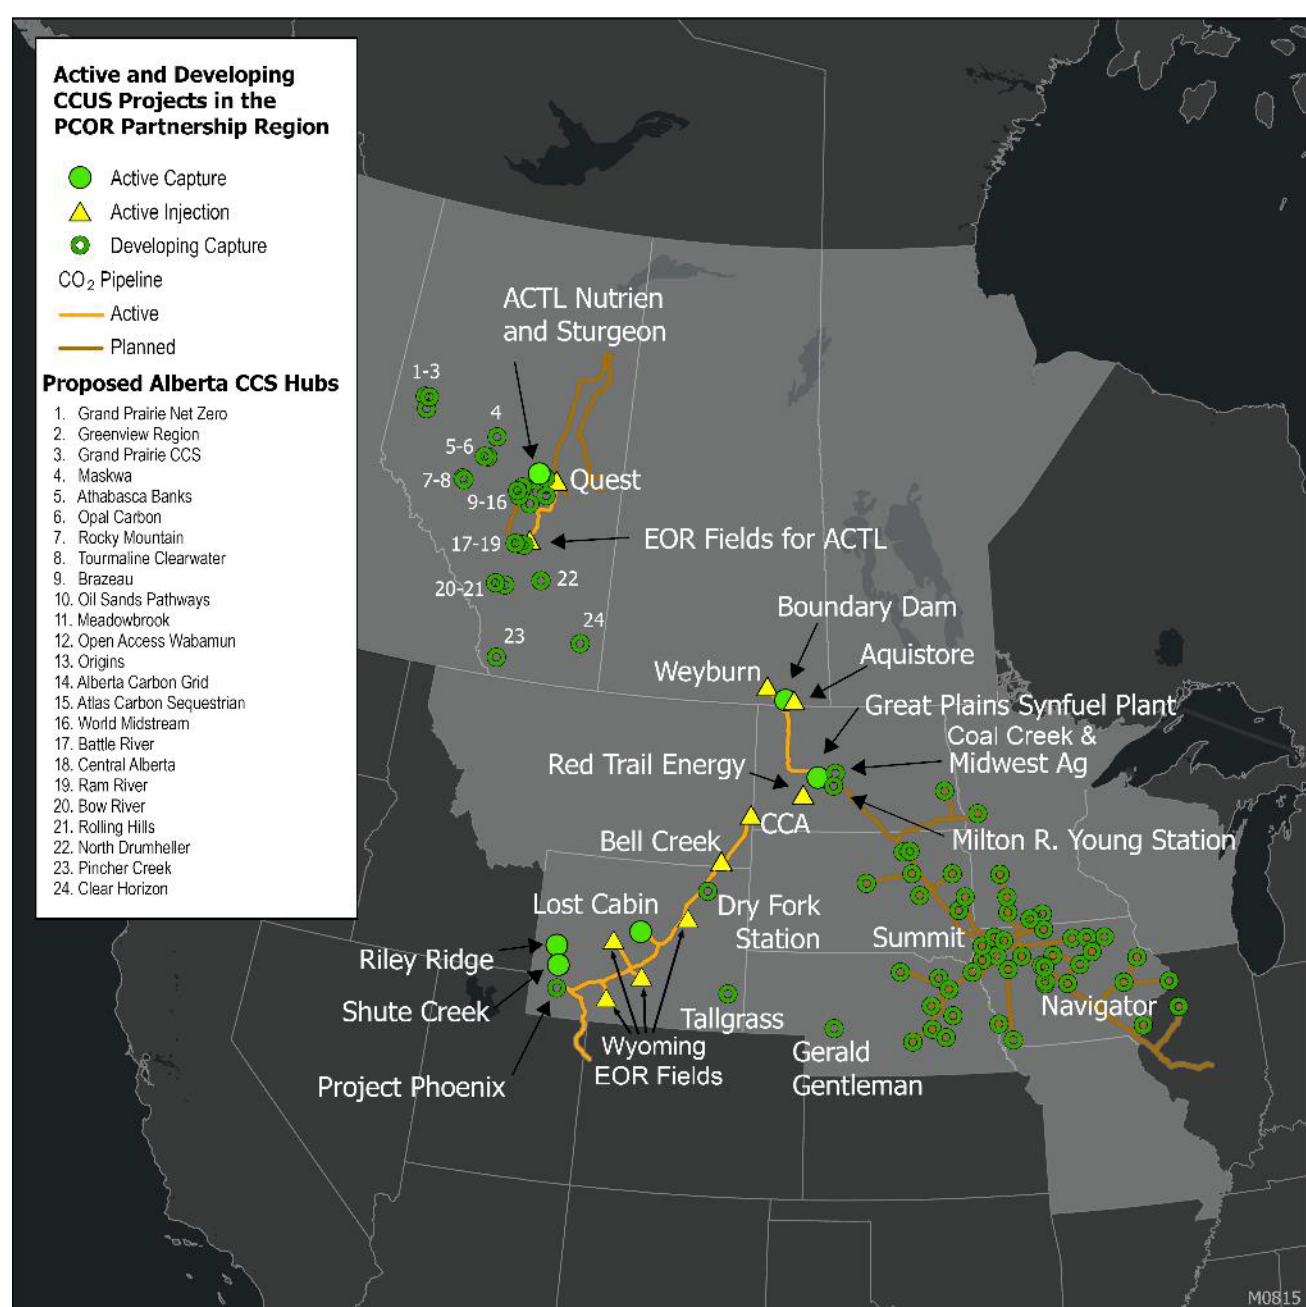 Active and Developing
CCUS Projects in the
PCOR Partnership Region
Active Capture
Active Injection
Developing Capture
CO₂ Pipeline
Active
Planned
Proposed Alberta CCS Hubs
1. Grand Prairie Net Zero
2. Greenview Region
3. Grand Prairie CCS
4. Maskwa
5. Athabasca Banks
6. Opal Carbon
7. Rocky Mountain
8. Tourmaline Clearwater
9. Brazeau
10. Oil Sands Pathways
11. Meadowbrook
12. Open Access Wabamun
13. Origins
14. Alberta Carbon Grid
15. Atlas Carbon Sequestrian
16. World Midstream
17. Battle River
18. Central Alberta
19. Ram River
20. Bow River
21. Rolling Hills
22. North Drumheller
23. Pincher Creek
24. Clear Horizon
ACTL Nutrien
and Sturgeon
1-3
4
5-6
7-8
Quest
9-16
17-19
EOR Fields for ACTL
20-21
22
23
24
Boundary Dam
Aquistore
Weyburn
Great Plains Synfuel Plant
Coal Creek &
Midwest Ag
Red Trail Energy
CCA
Milton R. Young Station
Bell Creek
Lost Cabin
Dry Fork
Station
Summit
Riley Ridge
Shute Creek
Tallgrass
Navigator
Wyoming
EOR Fields
Gerald
Gentleman
Project Phoenix
M0815